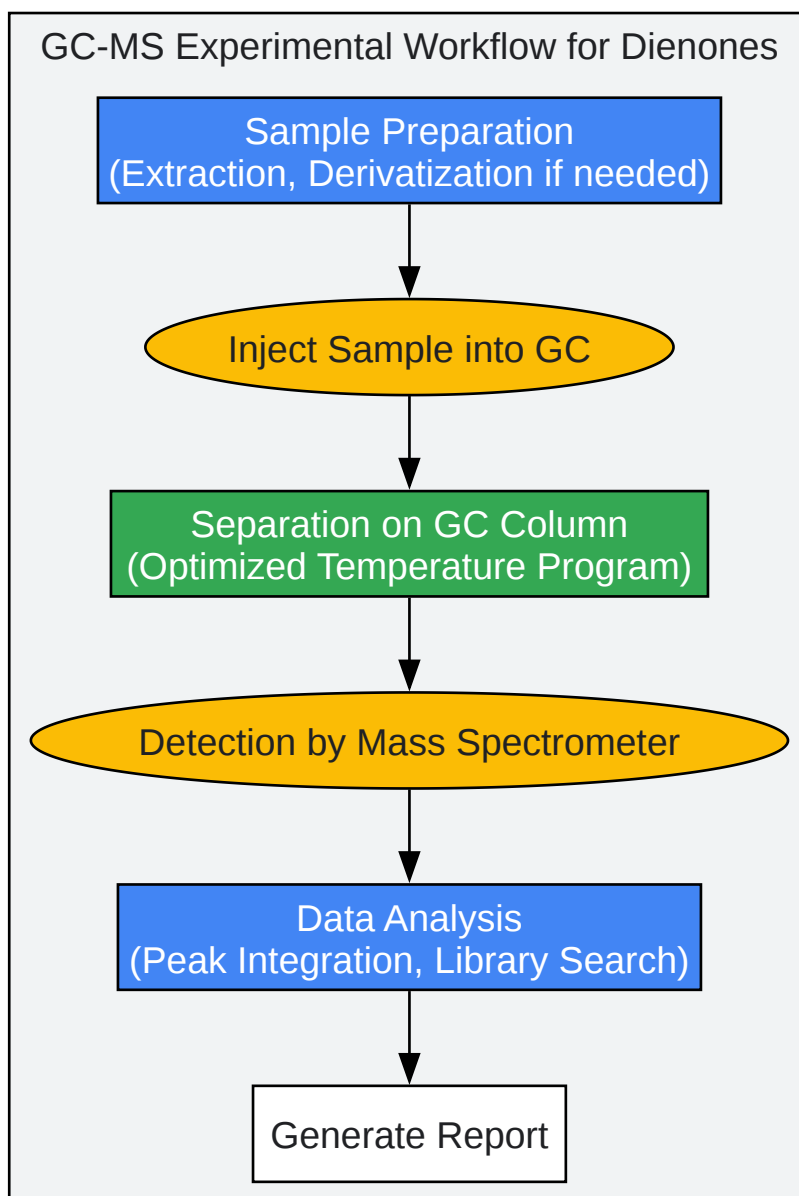 GC-MS Experimental Workflow for Dienones
Sample Preparation
(Extraction, Derivatization if needed)
Inject Sample into GC
Separation on GC Column
(Optimized Temperature Program)
Detection by Mass Spectrometer
Data Analysis
(Peak Integration, Library Search)
Generate Report